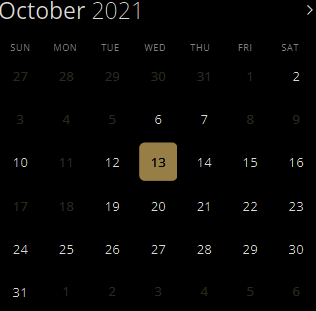 October 2021 >
SUN MON TUE WED THU FRI SAT
27 28 29 30 31 1 2
3 4 5 6 7 8 9
10 11 12 13 14 15 16
17 18 19 20 21 22 23
24 25 26 27 28 29 30
31 1 2 3 4 5 6